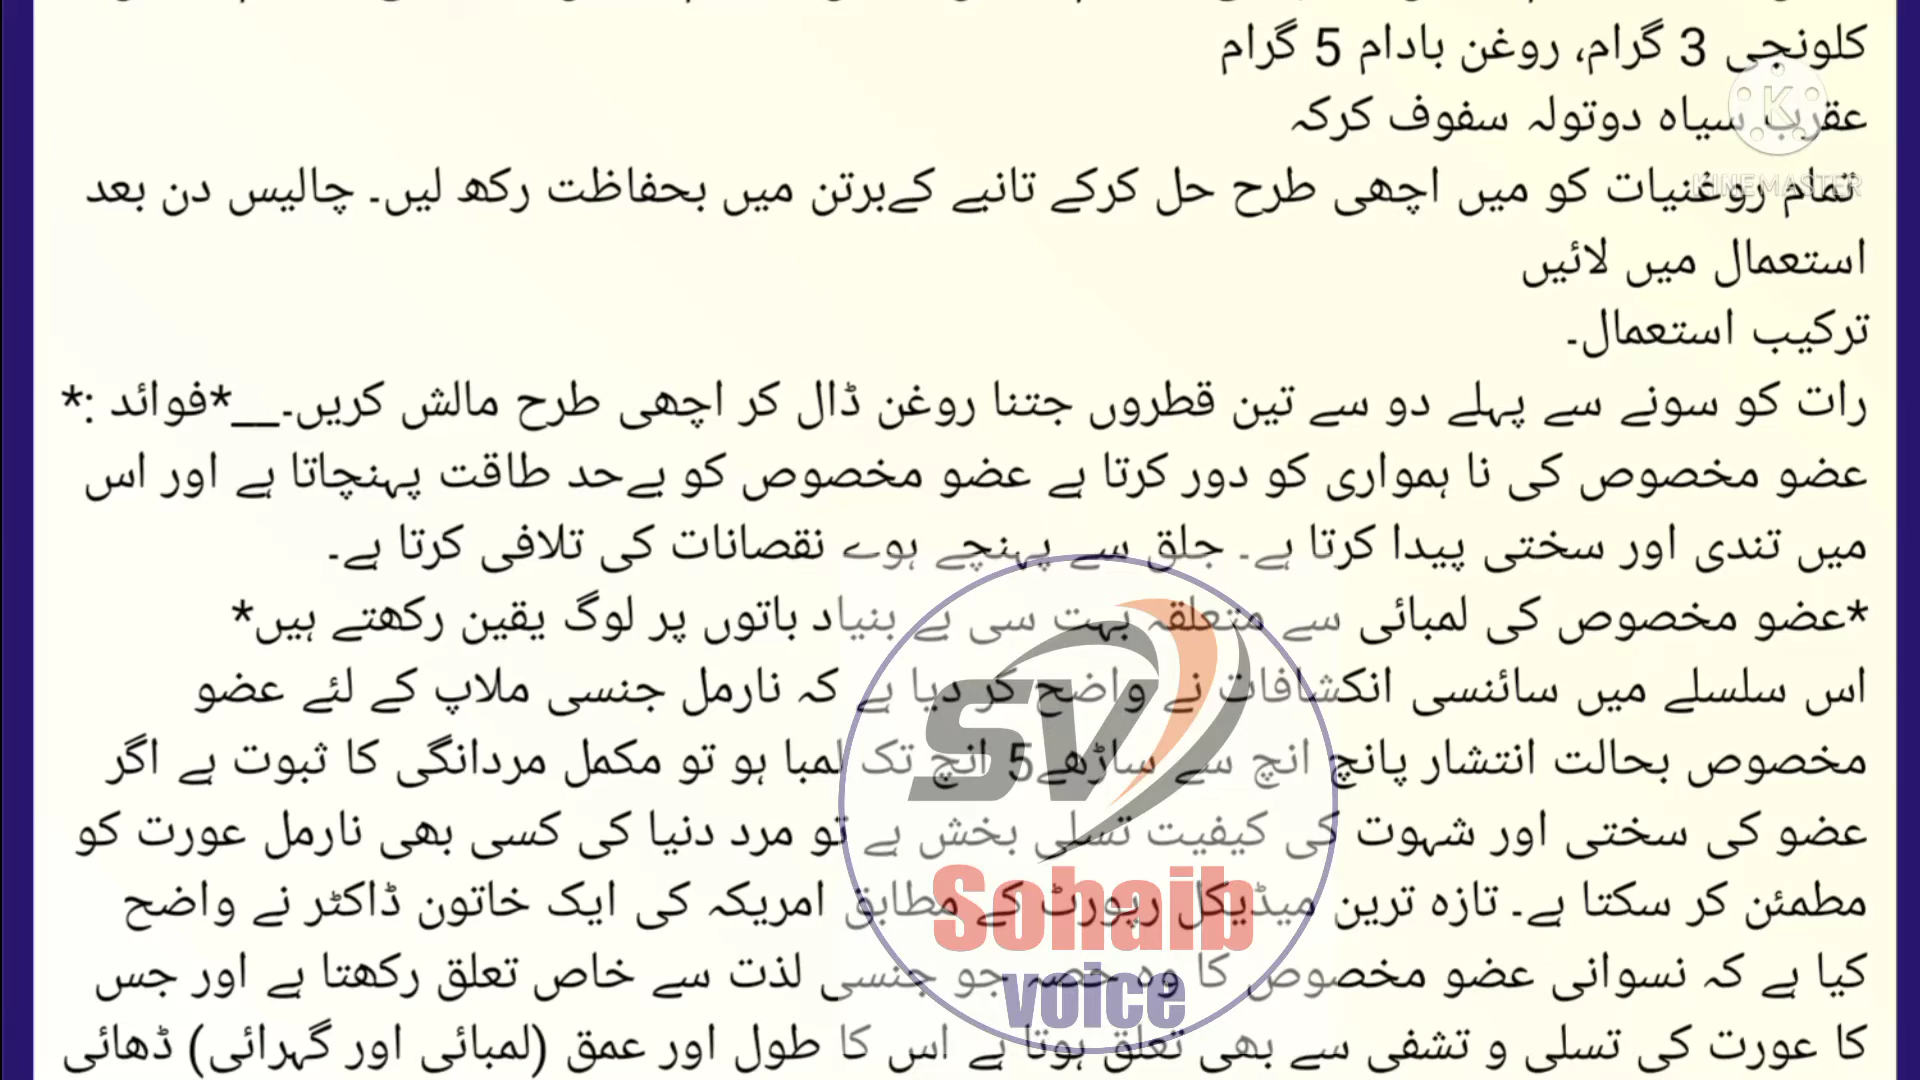 کلونجی 3 گرام، روغن بادام 5 گرام
عقرب سیاہ دوتولہ سفوف کرکہ
تمام روغنیات کو میں اچھی طرح حل کرکے تانبے کےبرتن میں بحفاظت رکھ لیں۔ چالیس دن بعد
استعمال میں لائیں
ترکیب استعمال۔
رات کو سونے سے پہلے دو سے تین قطروں جتنا روغن ڈال کر اچھی طرح مالش کریں۔__*فوائد :*
عضو مخصوص کی نا ہمواری کو دور کرتا ہے عضو مخصوص کو بےحد طاقت پہنچاتا ہے اور اس
میں تندی اور سختی پیدا کرتا ہے۔ جلق سے پہنچے ہوے نقصانات کی تلافی کرتا ہے۔
*عضو مخصوص کی لمبائی سے متعلقہ بہت سی بے بنیاد باتوں پر لوگ یقین رکھتے ہیں*
اس سلسلے میں سائنسی انکشافات نے واضح کر دیا ہے کہ نارمل جنسی ملاپ کے لئے عضو
مخصوص بحالت انتشار پانچ انچ سے ساڑھے5 انچ تک لمبا ہو تو مکمل مردانگی کا ثبوت ہے اگر
عضو کی سختی اور شہوت کی کیفیت تسلی بخش ہے تو مرد دنیا کی کسی بھی نارمل عورت کو
مطمئن کر سکتا ہے۔ تازہ ترین میڈیکل رپورٹ کے مطابق امریکہ کی ایک خاتون ڈاکٹر نے واضح
کیا ہے کہ نسوانی عضو مخصوص کا وہ حصہ جو جنسی لذت سے خاص تعلق رکھتا ہے اور جس
کا عورت کی تسلی و تشفی سے بھی تعلق ہوتا ہے اس کا طول اور عمق (لمبائی اور گہرائی) ڈھائی
K
KINEMASTER
SV
Sohaib
voice